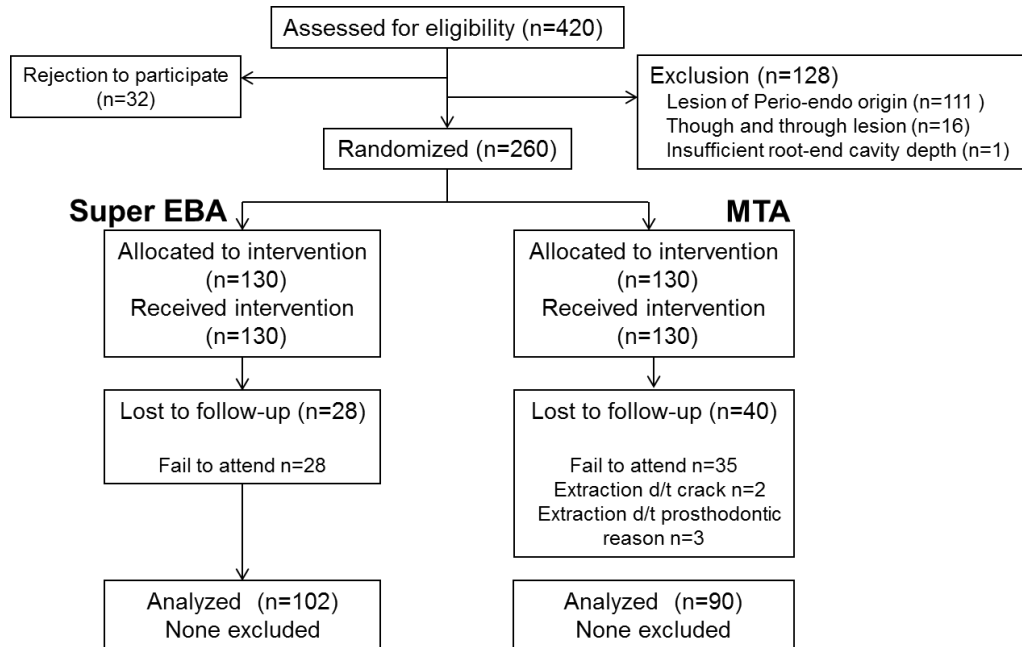 Assessed for eligibility (n=420)
Rejection to participate
(n=32)
Exclusion (n=128)
Lesion of Perio-endo origin (n=111 )
Though and through lesion (n=16)
Insufficient root-end cavity depth (n=1)
Randomized (n=260)
Super EBA
Allocated to intervention
(n=130)
Received intervention
(n=130)
Lost to follow-up (n=28)
Fail to attend n=28
Analyzed (n=102)
None excluded
MTA
Allocated to intervention
(n=130)
Received intervention
(n=130)
Lost to follow-up (n=40)
Fail to attend n=35
Extraction d/t crack n=2
Extraction d/t prosthodontic
reason n=3
Analyzed (n=90)
None excluded